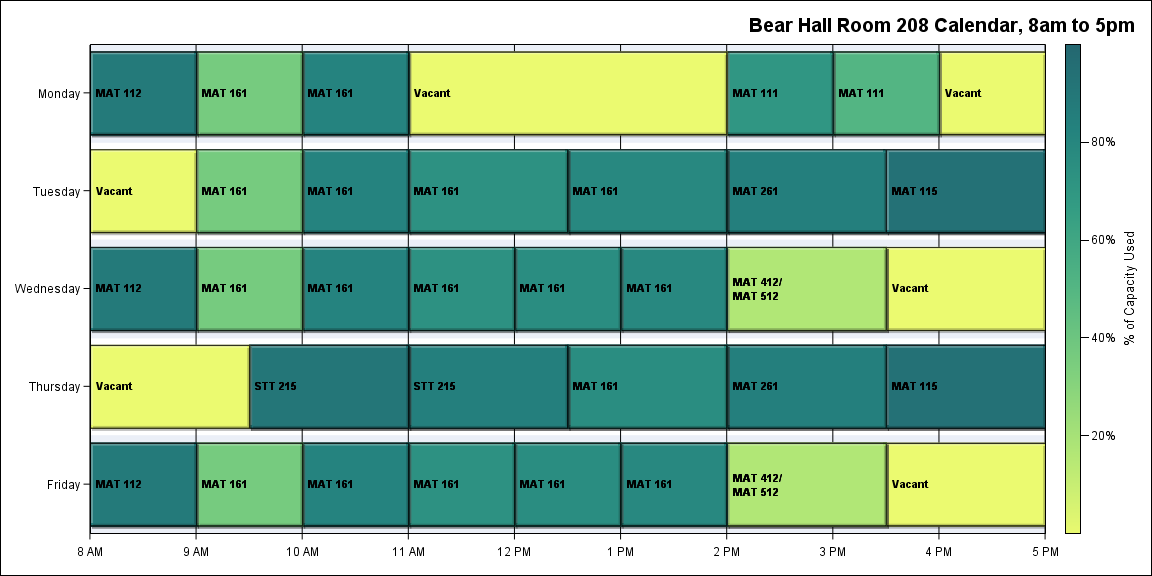 Bear Hall Room 208 Calendar, 8am to 5pm
Monday
MAT 112
MAT 161
MAT 161
Vacant
MAT 111
MAT 111
Vacant
Tuesday
Vacant
MAT 161
MAT 161
MAT 161
MAT 161
MAT 261
MAT 115
Wednesday
MAT 112
MAT 161
MAT 161
MAT 161
MAT 161
MAT 161
MAT 412/
MAT 512
Vacant
Thursday
Vacant
STT 215
STT 215
MAT 161
MAT 261
MAT 115
Friday
MAT 112
MAT 161
MAT 161
MAT 161
MAT 161
MAT 161
MAT 412/
MAT 512
Vacant
8 AM
9 AM
10 AM
11 AM
12 PM
1 PM
2 PM
3 PM
4 PM
5 PM
80%
60%
40%
20%
% of Capacity Used